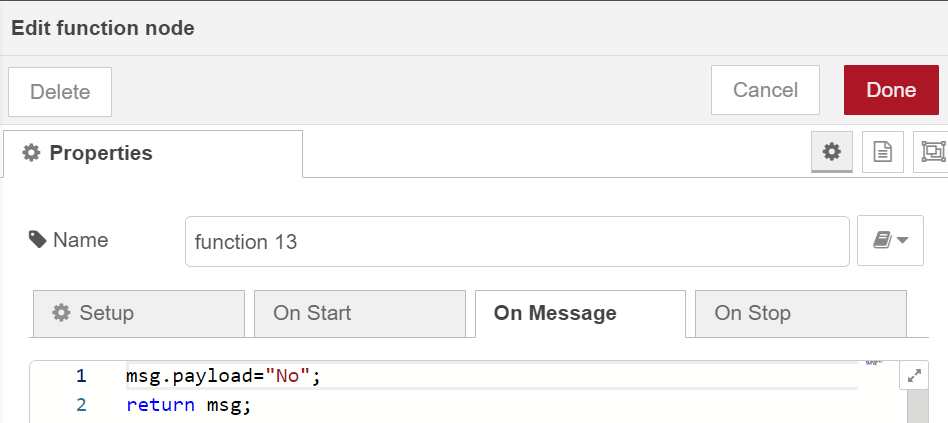 Edit function node
Delete
Cancel
Done
Properties
Name
function 13
Setup
On Start
On Message
On Stop
1 msg.payload="No";
2 return msg;